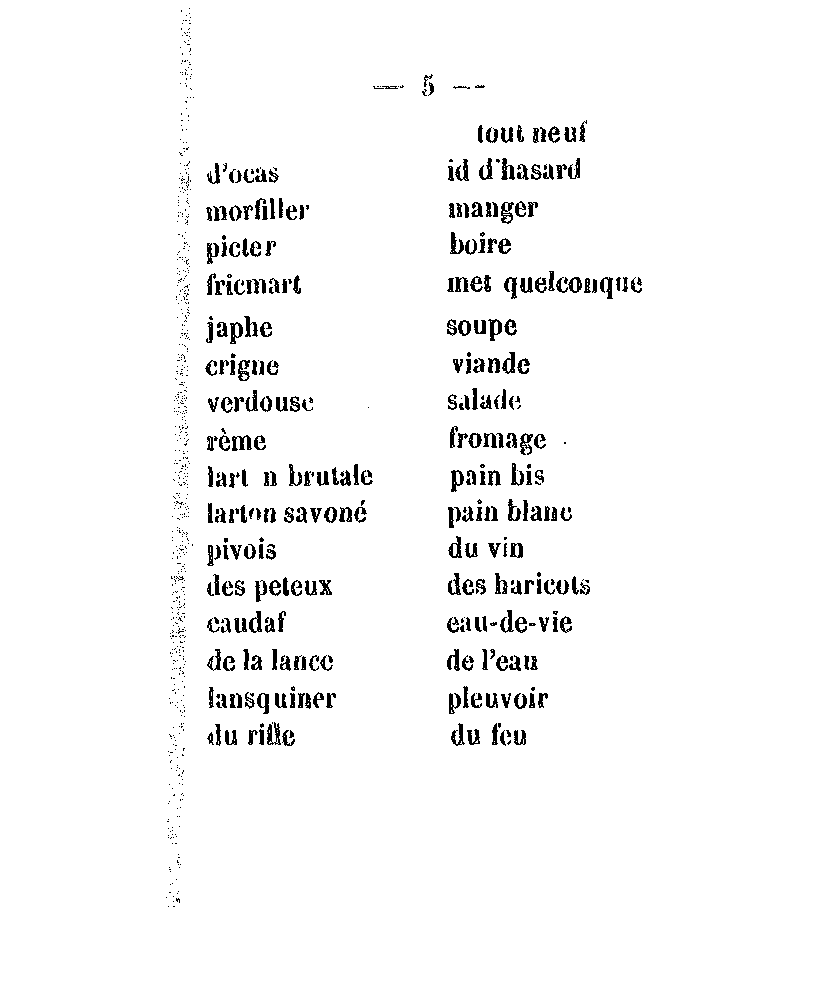 — 5 —
tout neuf
d'ocas id d'hasard
morfiller manger
picter boire
fricmart met quelconque
japhe soupe
crigne viande
verdouse salade
rème fromage
lart n brutale pain bis
larton savoné pain blanc
pivois du vin
des peteux des haricots
eaudaf eau-de-vie
de la lance de l'eau
lansquiner pleuvoir
du rifle du feu